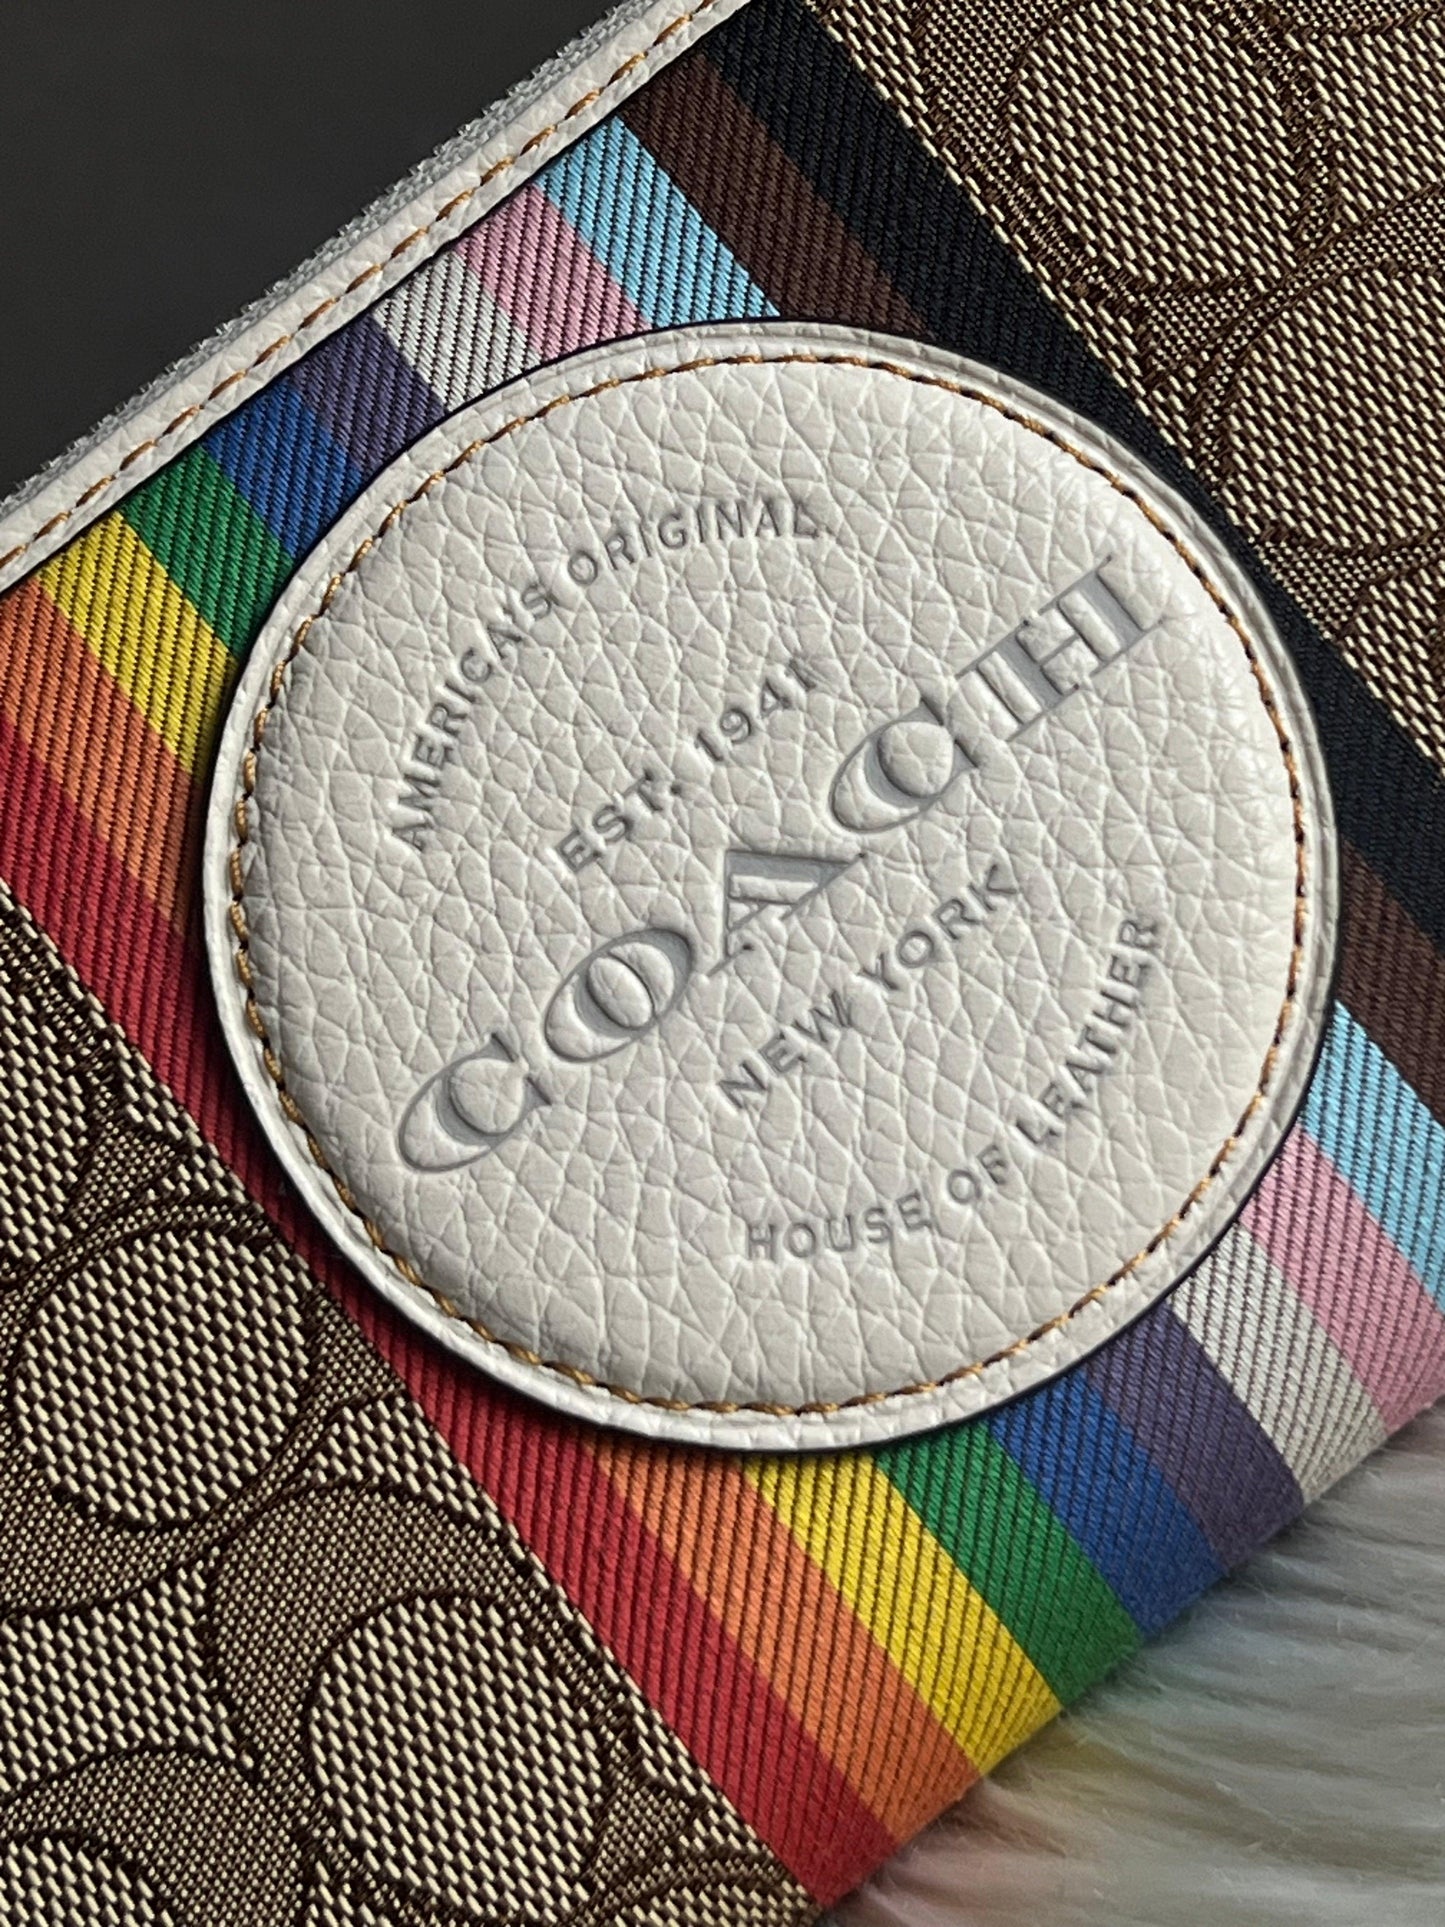 AMERICA'S ORIGINAL
EST. 1941
COACH
NEW YORK
HOUSE OF LEATHER